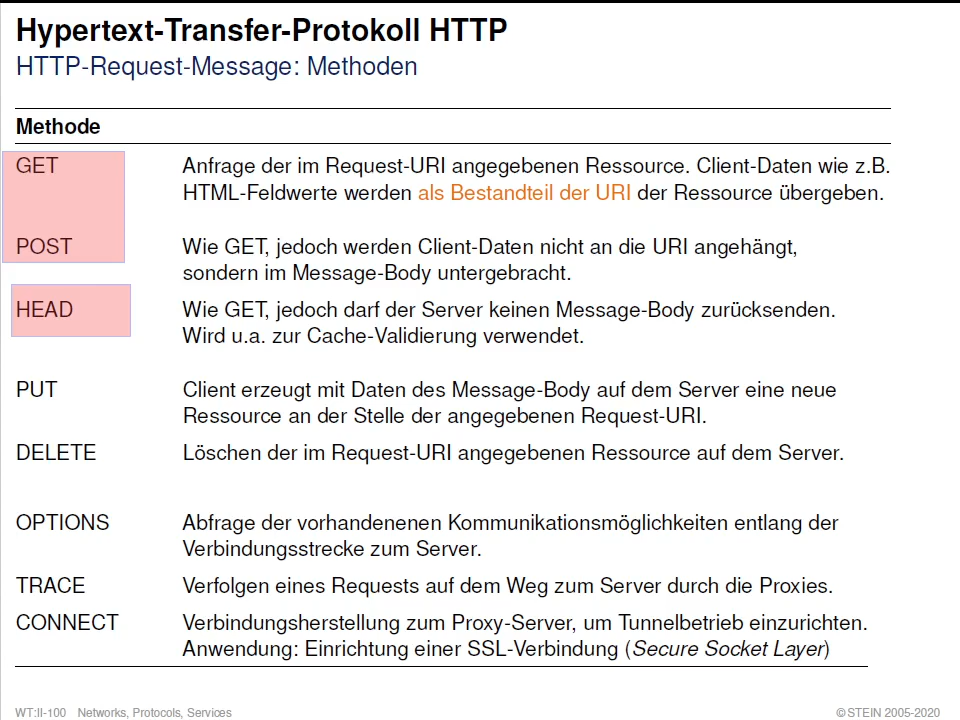 Hypertext-Transfer-Protokoll HTTP
HTTP-Request-Message: Methoden
Methode
GET Anfrage der im Request-URI angegebenen Ressource. Client-Daten wie z.B.
HTML-Feldwerte werden als Bestandteil der URI der Ressource übergeben.
POST Wie GET, jedoch werden Client-Daten nicht an die URI angehängt,
sondern im Message-Body untergebracht.
HEAD Wie GET, jedoch darf der Server keinen Message-Body zurücksenden.
Wird u.a. zur Cache-Validierung verwendet.
PUT Client erzeugt mit Daten des Message-Body auf dem Server eine neue
Ressource an der Stelle der angegebenen Request-URI.
DELETE Löschen der im Request-URI angegebenen Ressource auf dem Server.
OPTIONS Abfrage der vorhandenenen Kommunikationsmöglichkeiten entlang der
Verbindungsstrecke zum Server.
TRACE Verfolgen eines Requests auf dem Weg zum Server durch die Proxies.
CONNECT Verbindungsherstellung zum Proxy-Server, um Tunnelbetrieb einzurichten.
Anwendung: Einrichtung einer SSL-Verbindung (Secure Socket Layer)
WT:II-100 Networks, Protocols, Services © STEIN 2005-2020